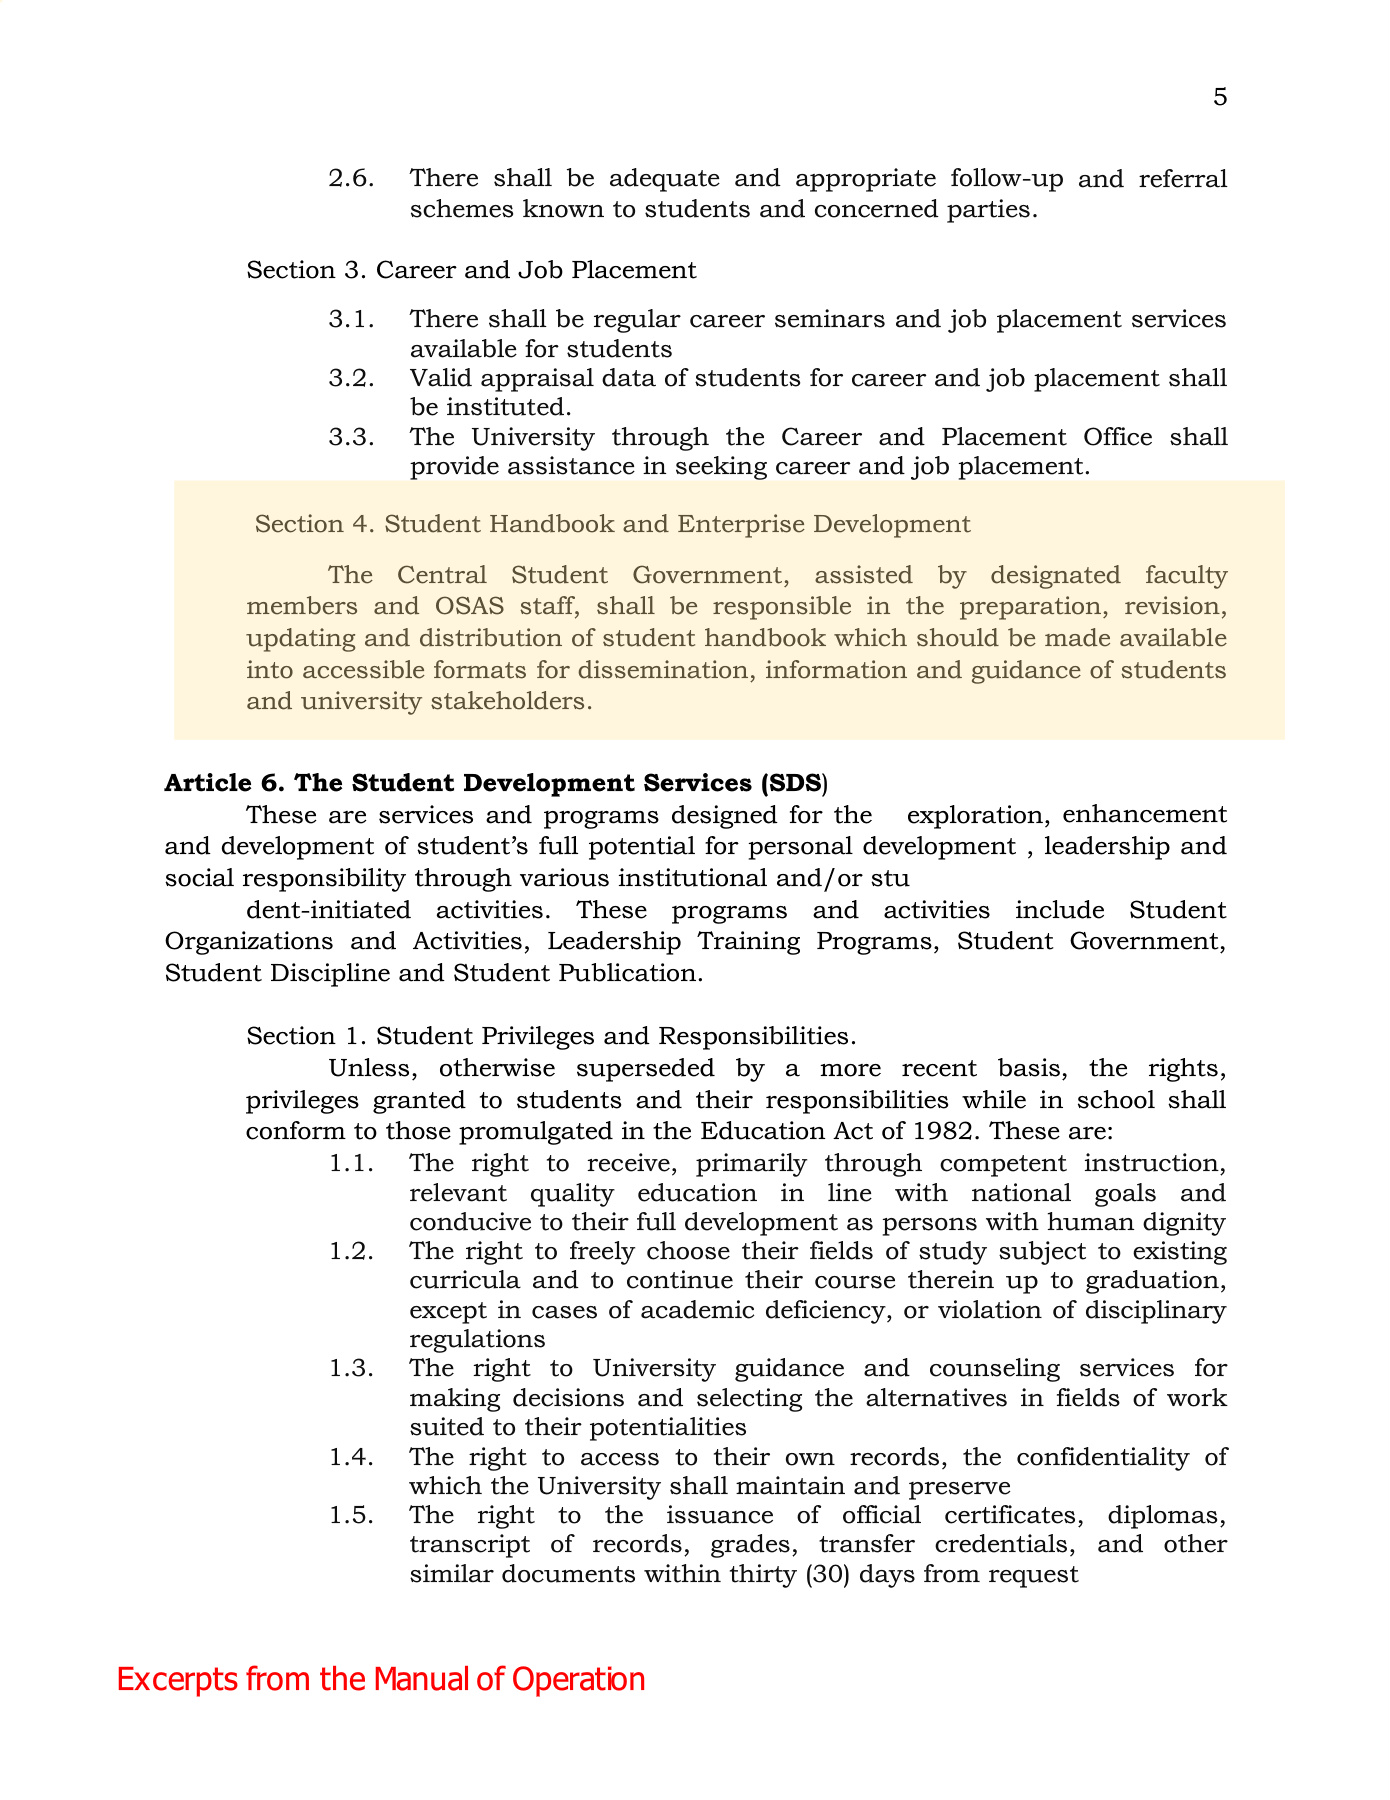 5
2.6. There shall be adequate and appropriate follow-up and referral
schemes known to students and concerned parties.
Section 3. Career and Job Placement
3.1. There shall be regular career seminars and job placement services
available for students
3.2. Valid appraisal data of students for career and job placement shall
be instituted.
3.3. The University through the Career and Placement Office shall
provide assistance in seeking career and job placement.
Section 4. Student Handbook and Enterprise Development
The Central Student Government, assisted by designated faculty
members and OSAS staff, shall be responsible in the preparation, revision,
updating and distribution of student handbook which should be made available
into accessible formats for dissemination, information and guidance of students
and university stakeholders.
Article 6. The Student Development Services (SDS)
These are services and programs designed for the exploration, enhancement
and development of student’s full potential for personal development , leadership and
social responsibility through various institutional and/or stu
dent-initiated activities. These programs and activities include Student
Organizations and Activities, Leadership Training Programs, Student Government,
Student Discipline and Student Publication.
Section 1. Student Privileges and Responsibilities.
Unless, otherwise superseded by a more recent basis, the rights,
privileges granted to students and their responsibilities while in school shall
conform to those promulgated in the Education Act of 1982. These are:
1.1. The right to receive, primarily through competent instruction,
relevant quality education in line with national goals and
conducive to their full development as persons with human dignity
1.2. The right to freely choose their fields of study subject to existing
curricula and to continue their course therein up to graduation,
except in cases of academic deficiency, or violation of disciplinary
regulations
1.3. The right to University guidance and counseling services for
making decisions and selecting the alternatives in fields of work
suited to their potentialities
1.4. The right to access to their own records, the confidentiality of
which the University shall maintain and preserve
1.5. The right to the issuance of official certificates, diplomas,
transcript of records, grades, transfer credentials, and other
similar documents within thirty (30) days from request
Excerpts from the Manual of Operation